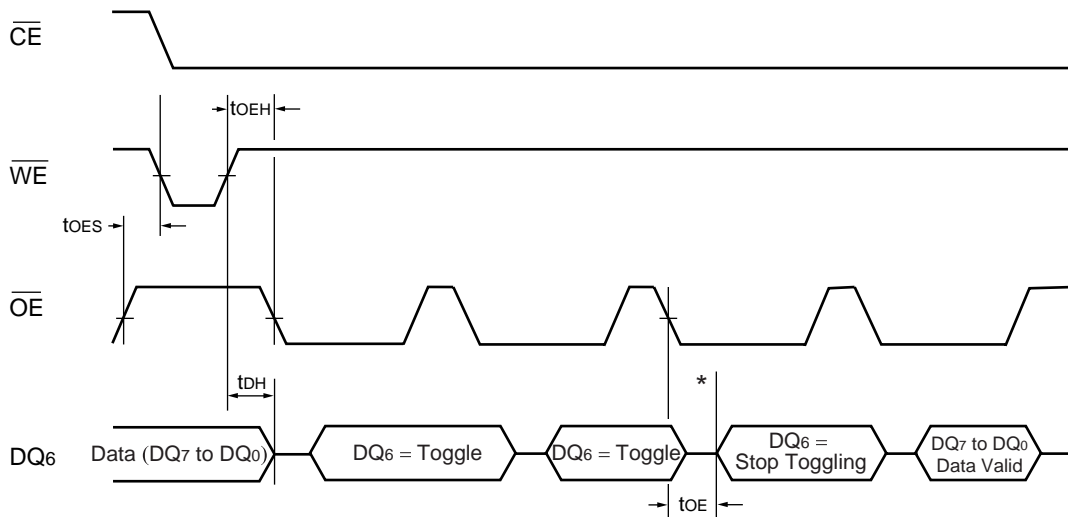 CE
tOEH
WE
tOES
OE
tDH
*
DQ6
Data (DQ7 to DQ0)
DQ6 = Toggle
DQ6 = Toggle
DQ6 =
Stop Toggling
DQ7 to DQ0
Data Valid
tOE